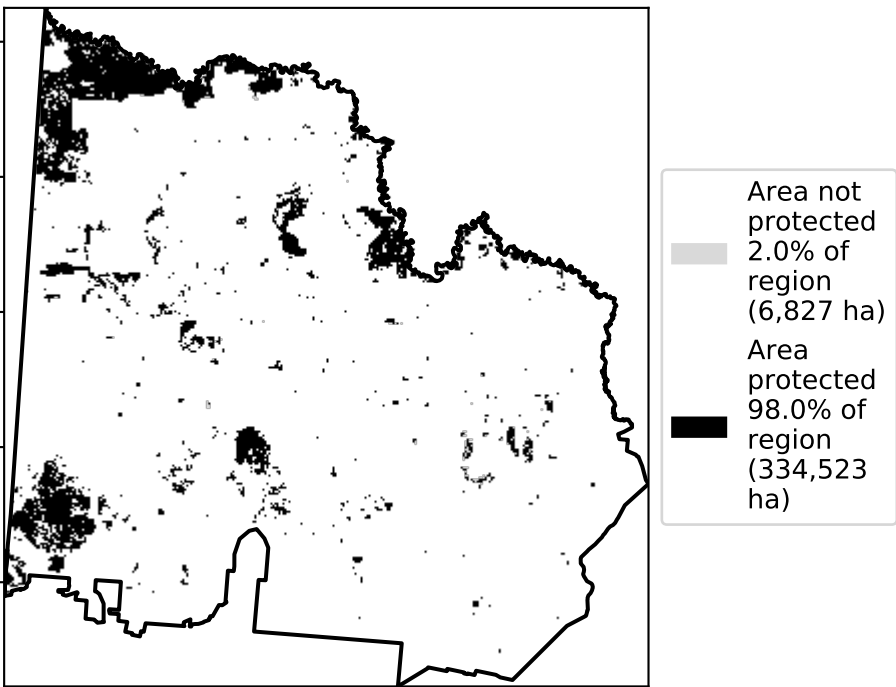 Area not
protected
2.0% of
region
(6,827 ha)
Area
protected
98.0% of
region
(334,523
ha)